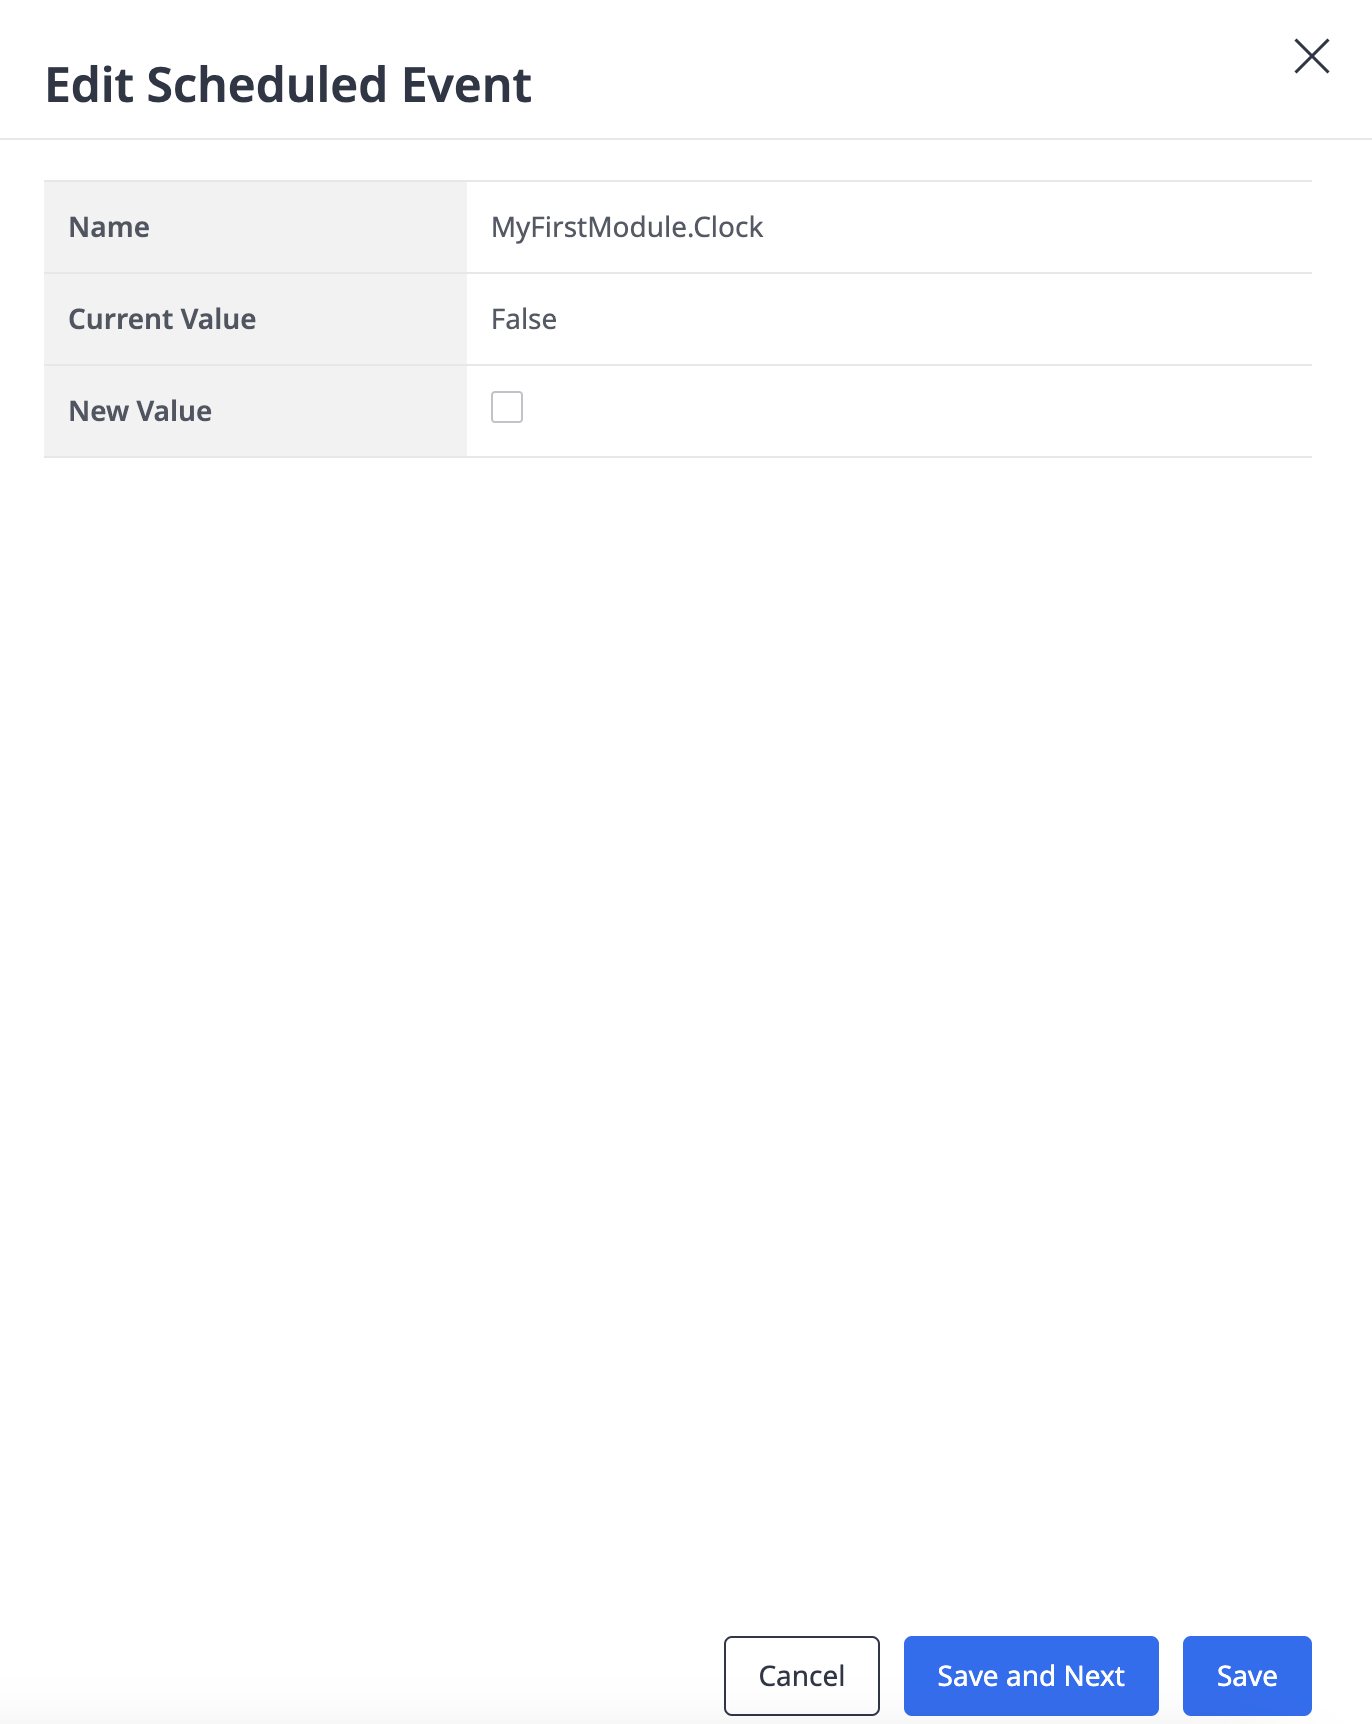 Edit Scheduled Event
Name MyFirstModule.Clock
Current Value False
New Value
Cancel Save and Next Save